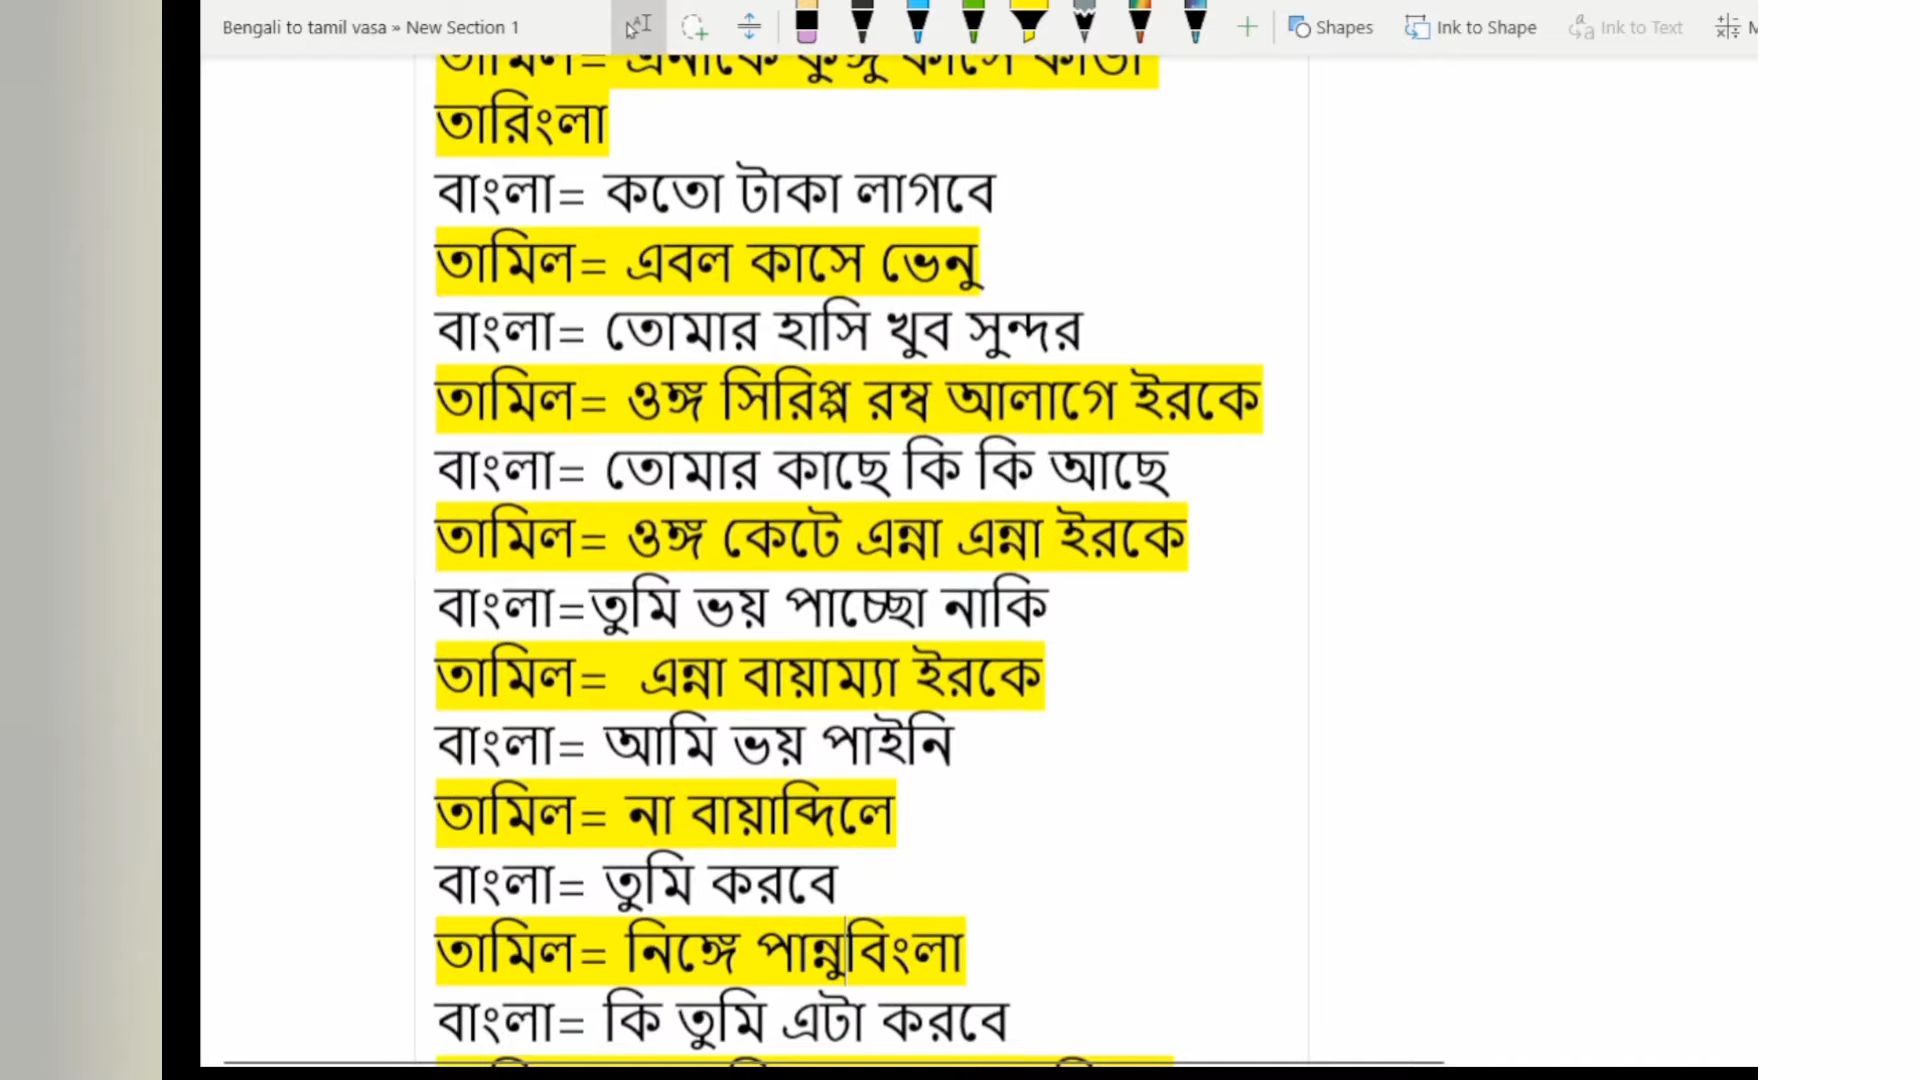 Bengali to tamil vasa » New Section 1
Shapes
Ink to Shape
Ink to Text
তামিল=
তারিংলা
বাংলা= কতো টাকা লাগবে
তামিল= এবল কাসে ভেনু
বাংলা= তোমার হাসি খুব সুন্দর
তামিল= ওঙ্গ সিরিপ্প রম্ব আলাগে ইরকে
বাংলা= তোমার কাছে কি কি আছে
তামিল= ওঙ্গ কেটে এন্না এন্না ইরকে
বাংলা=তুমি ভয় পাচ্ছো নাকি
তামিল= এন্না বায়াম্যা ইরকে
বাংলা= আমি ভয় পাইনি
তামিল= না বায়াব্দিলে
বাংলা= তুমি করবে
তামিল= নিঙ্গে পান্নুবিংলা
বাংলা= কি তুমি এটা করবে